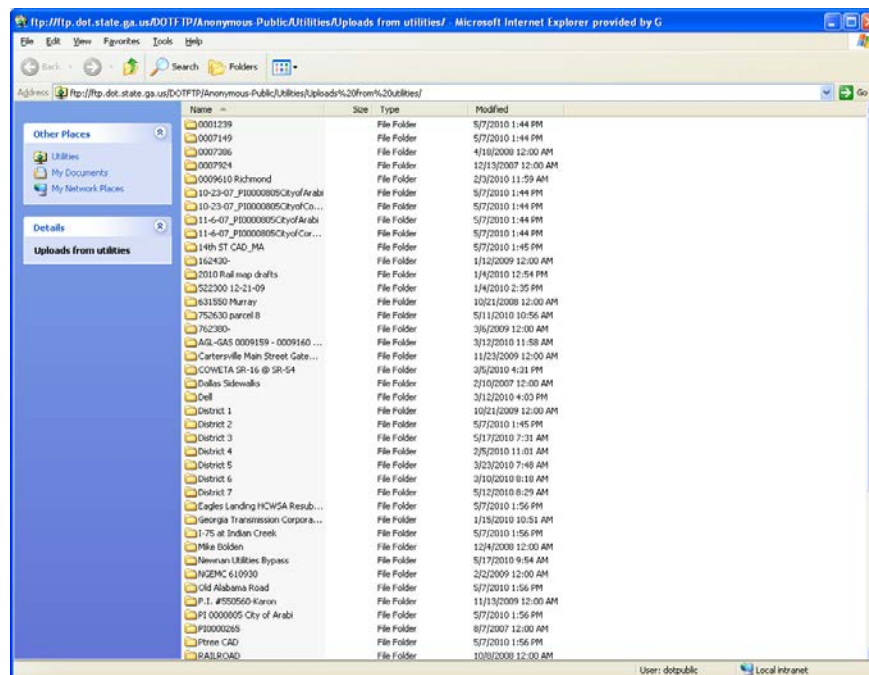 ftp://ftp.dot.state.ga.us/DOTFTP/Anonymous-Public/Utilities/Uploads from utilities/ - Microsoft Internet Explorer provided by G
File Edit View Favorites Tools Help
Back Search Folders
Address ftp://ftp.dot.state.ga.us/DOTFTP/Anonymous-Public/Utilities/Uploads%20from%20utilities/ Go
Name Size Type Modified
Other Places
Utilities
My Documents
My Network Places
Details
Uploads from utilities
0001239 File Folder 5/7/2010 1:44 PM
0007149 File Folder 5/7/2010 1:44 PM
0007386 File Folder 4/18/2008 12:00 AM
0007924 File Folder 12/13/2007 12:00 AM
0009610 Richmond File Folder 2/3/2010 11:59 AM
10-23-07_PI0000805CityofArabi File Folder 5/7/2010 1:44 PM
10-23-07_PI0000805CityofCo... File Folder 5/7/2010 1:44 PM
11-6-07_PI0000805CityofArabi File Folder 5/7/2010 1:44 PM
11-6-07_PI0000805CityofCor... File Folder 5/7/2010 1:44 PM
14th ST CAD_MA File Folder 5/7/2010 1:45 PM
162430- File Folder 1/12/2009 12:00 AM
2010 Rail map drafts File Folder 1/4/2010 12:54 PM
522300 12-21-09 File Folder 1/4/2010 2:35 PM
631550 Murray File Folder 10/21/2008 12:00 AM
752630 parcel 8 File Folder 5/11/2010 10:56 AM
762380- File Folder 3/6/2009 12:00 AM
AGL-GAS 0009159 - 0009160 ... File Folder 3/12/2010 11:58 AM
Cartersville Main Street Gate... File Folder 11/23/2009 12:00 AM
COWETA SR-16 @ SR-54 File Folder 3/5/2010 4:31 PM
Dallas Sidewalks File Folder 2/10/2007 12:00 AM
Dell File Folder 3/12/2010 4:03 PM
District 1 File Folder 10/21/2009 12:00 AM
District 2 File Folder 5/7/2010 1:45 PM
District 3 File Folder 5/17/2010 7:31 AM
District 4 File Folder 2/5/2010 11:01 AM
District 5 File Folder 3/23/2010 7:48 AM
District 6 File Folder 3/10/2010 8:18 AM
District 7 File Folder 5/12/2010 8:29 AM
Eagles Landing HCWSA Resub... File Folder 5/7/2010 1:56 PM
Georgia Transmission Corpora... File Folder 1/15/2010 10:51 AM
I-75 at Indian Creek File Folder 5/7/2010 1:56 PM
Mike Bolden File Folder 12/4/2008 12:00 AM
Newnan Utilities Bypass File Folder 5/17/2010 9:54 AM
NGEMC 610930 File Folder 2/2/2009 12:00 AM
Old Alabama Road File Folder 5/7/2010 1:56 PM
P.I. #550560-Karon File Folder 11/13/2009 12:00 AM
PI 0000805 City of Arabi File Folder 5/7/2010 1:56 PM
PI0000265 File Folder 8/7/2007 12:00 AM
Ptree CAD File Folder 5/7/2010 1:56 PM
RAILROAD File Folder 10/8/2008 12:00 AM
User: dotpublic Local intranet